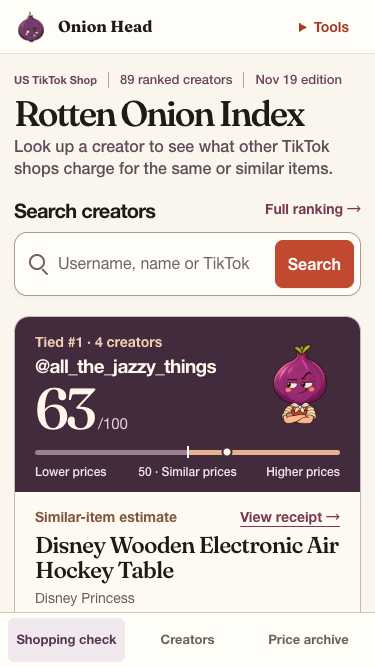 Onion Head
▶ Tools
US TikTok Shop | 89 ranked creators | Nov 19 edition
Rotten Onion Index
Look up a creator to see what other TikTok
shops charge for the same or similar items.
Search creators
Full ranking →
Username, name or TikTok
Search
Tied #1 · 4 creators
@all_the_jazzy_things
63/100
Lower prices
50 · Similar prices
Higher prices
Similar-item estimate
View receipt →
Disney Wooden Electronic Air
Hockey Table
Disney Princess
Shopping check
Creators
Price archive